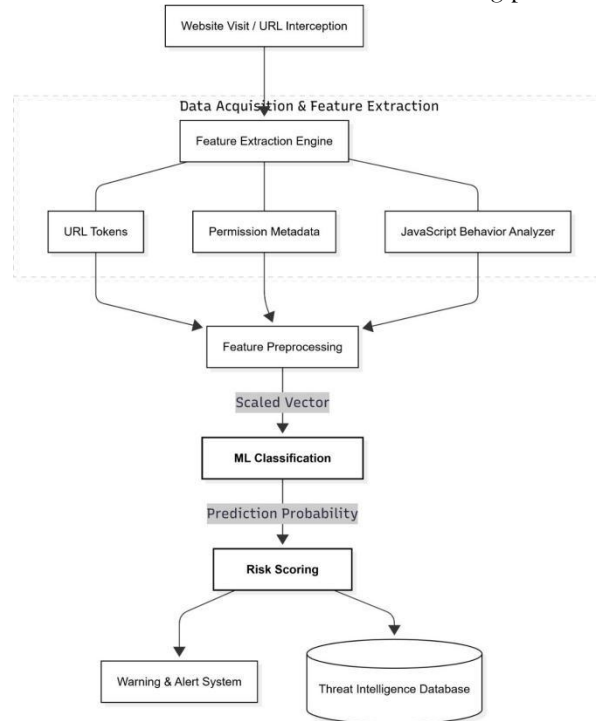 Website Visit / URL Interception
Data Acquisition & Feature Extraction
Feature Extraction Engine
URL Tokens
Permission Metadata
JavaScript Behavior Analyzer
Feature Preprocessing
Scaled Vector
ML Classification
Prediction Probability
Risk Scoring
Warning & Alert System
Threat Intelligence Database